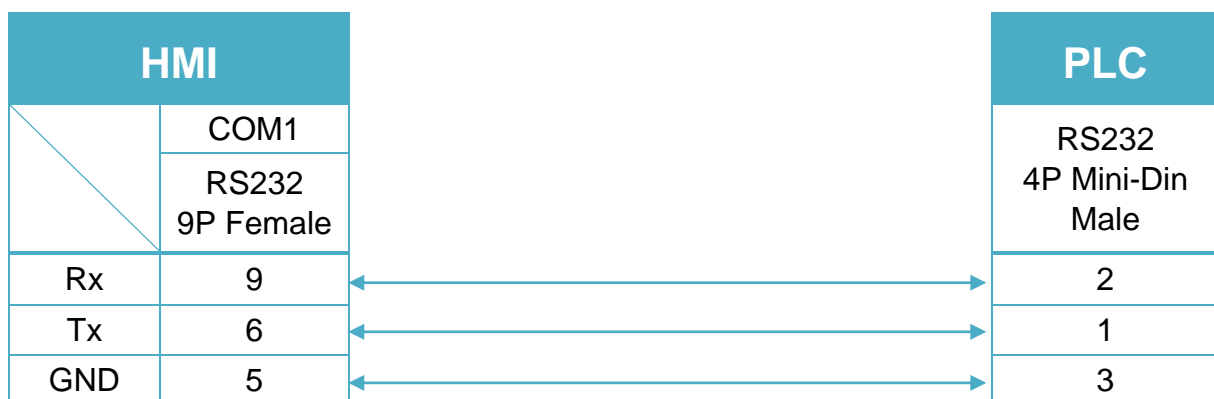 HMI PLC
COM1
RS232
9P Female
RS232
4P Mini-Din
Male
Rx 9 2
Tx 6 1
GND 5 3